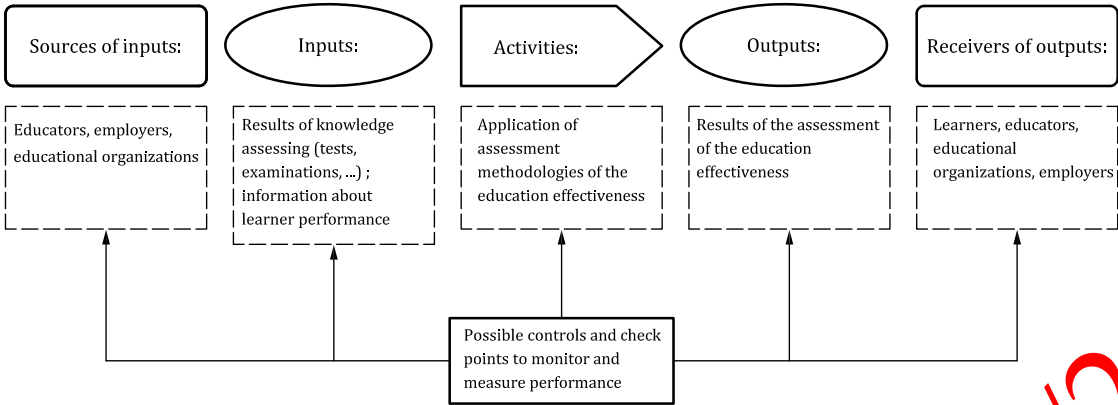 Sources of inputs:
Inputs:
Activities:
Outputs:
Receivers of outputs:
Educators, employers,
educational organizations
Results of knowledge
assessing (tests,
examinations, ...) ;
information about
learner performance
Application of
assessment
methodologies of the
education effectiveness
Results of the assessment
of the education
effectiveness
Learners, educators,
educational
organizations, employers
Possible controls and check
points to monitor and
measure performance